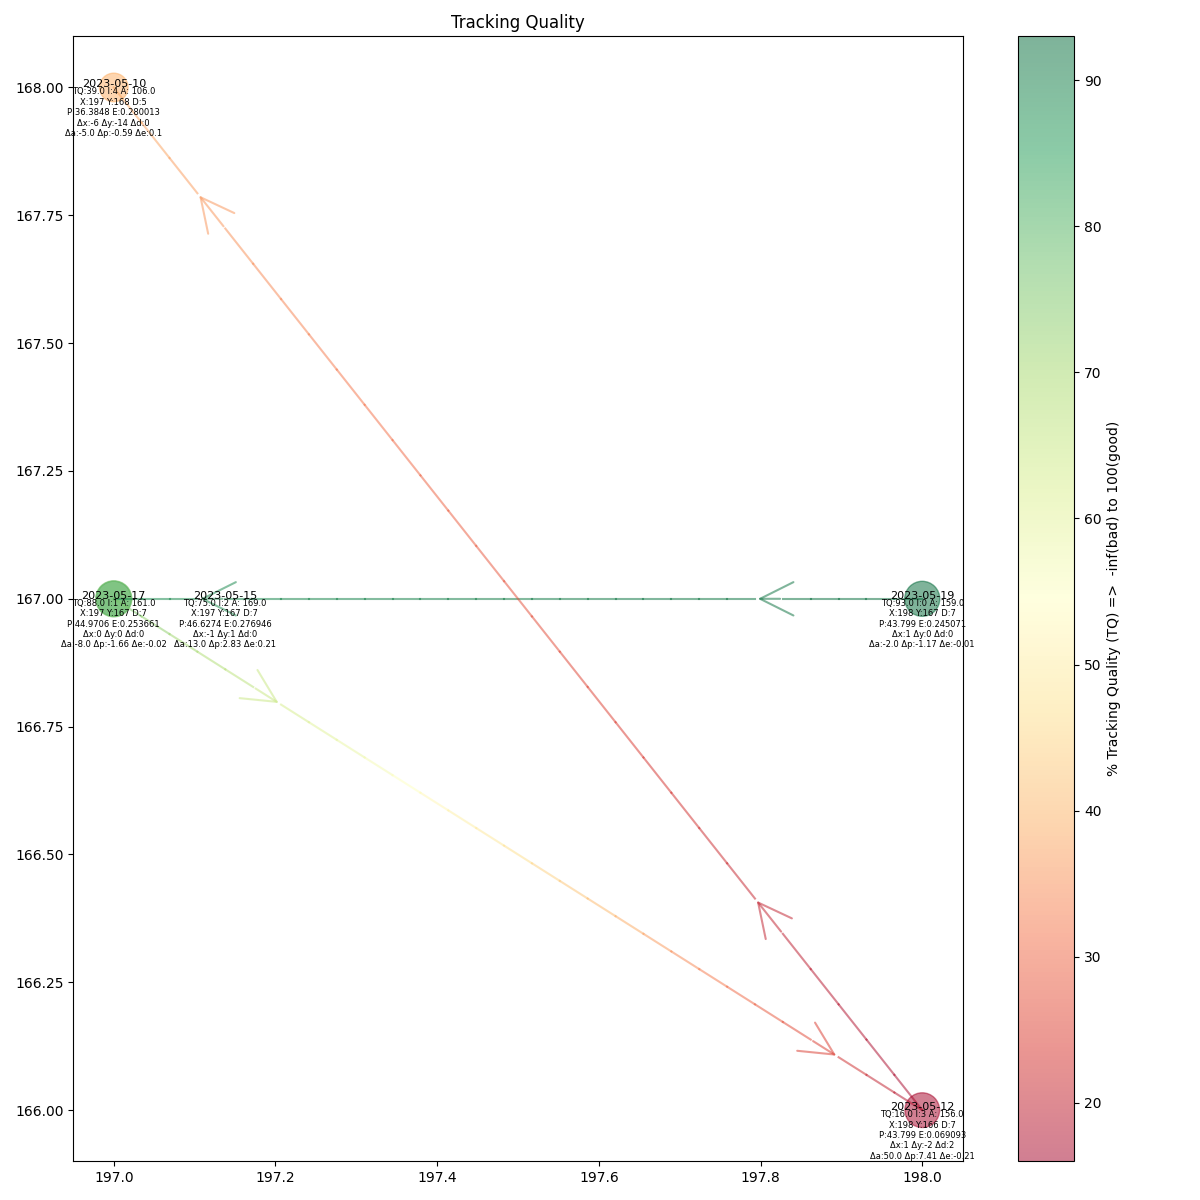 Tracking Quality
2023-05-10
TQ:39.0 I:4 A: 106.0
X:197 Y:168 D:5
P:36.3848 E:0.280013
Δx:-6 Δy:-14 Δd:0
Δa:-5.0 Δp:-0.59 Δe:0.1
2023-05-17
TQ:88.0 I:1 A:161.0
X:197 Y:167 D:7
P:44.9706 E:0.253661
Δx:0 Δy:0 Δd:0
Δa:-8.0 Δp:-1.66 Δe:-0.02
2023-05-15
TQ:75.0 I:2 A: 169.0
X:197 Y:167 D:7
P:46.6274 E:0.276946
Δx:-1 Δy:1 Δd:0
Δa:13.0 Δp:2.83 Δe:0.21
2023-05-19
TQ:93.0 I:0 A:159.0
X:198 Y:167 D:7
P:43.799 E:0.245071
Δx:1 Δy:0 Δd:0
Δa:-2.0 Δp:-1.17 Δe:-0.01
2023-05-12
TQ:16.0 I:3 A: 156.0
X:198 Y:166 D:7
P:43.799 E:0.069093
Δx:1 Δy:-2 Δd:2
Δa:50.0 Δp:7.41 Δe:-0.21
168.00
167.75
167.50
167.25
167.00
166.75
166.50
166.25
166.00
197.0
197.2
197.4
197.6
197.8
198.0
90
80
70
60
50
40
30
20
% Tracking Quality (TQ) => -inf(bad) to 100(good)